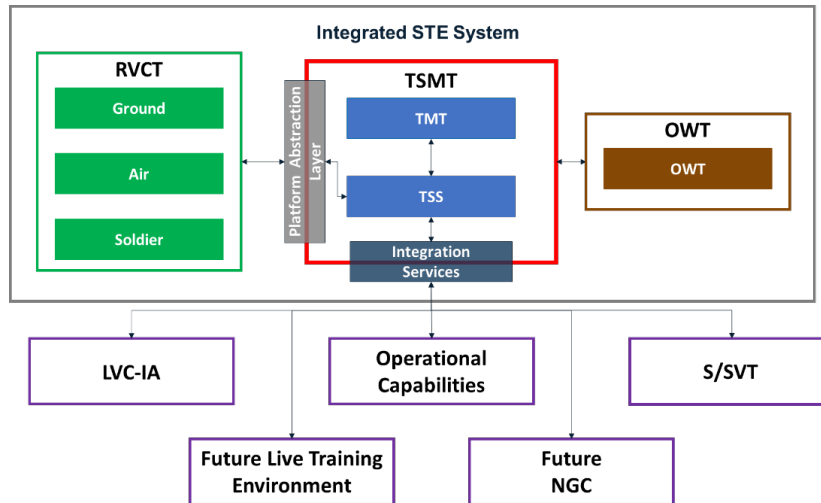 Integrated STE System
RVCT
Ground
Air
Soldier
Platform Abstraction
Layer
TSMT
TMT
TSS
Integration
Services
OWT
OWT
LVC-IA
Operational
Capabilities
S/SVT
Future Live Training
Environment
Future
NGC